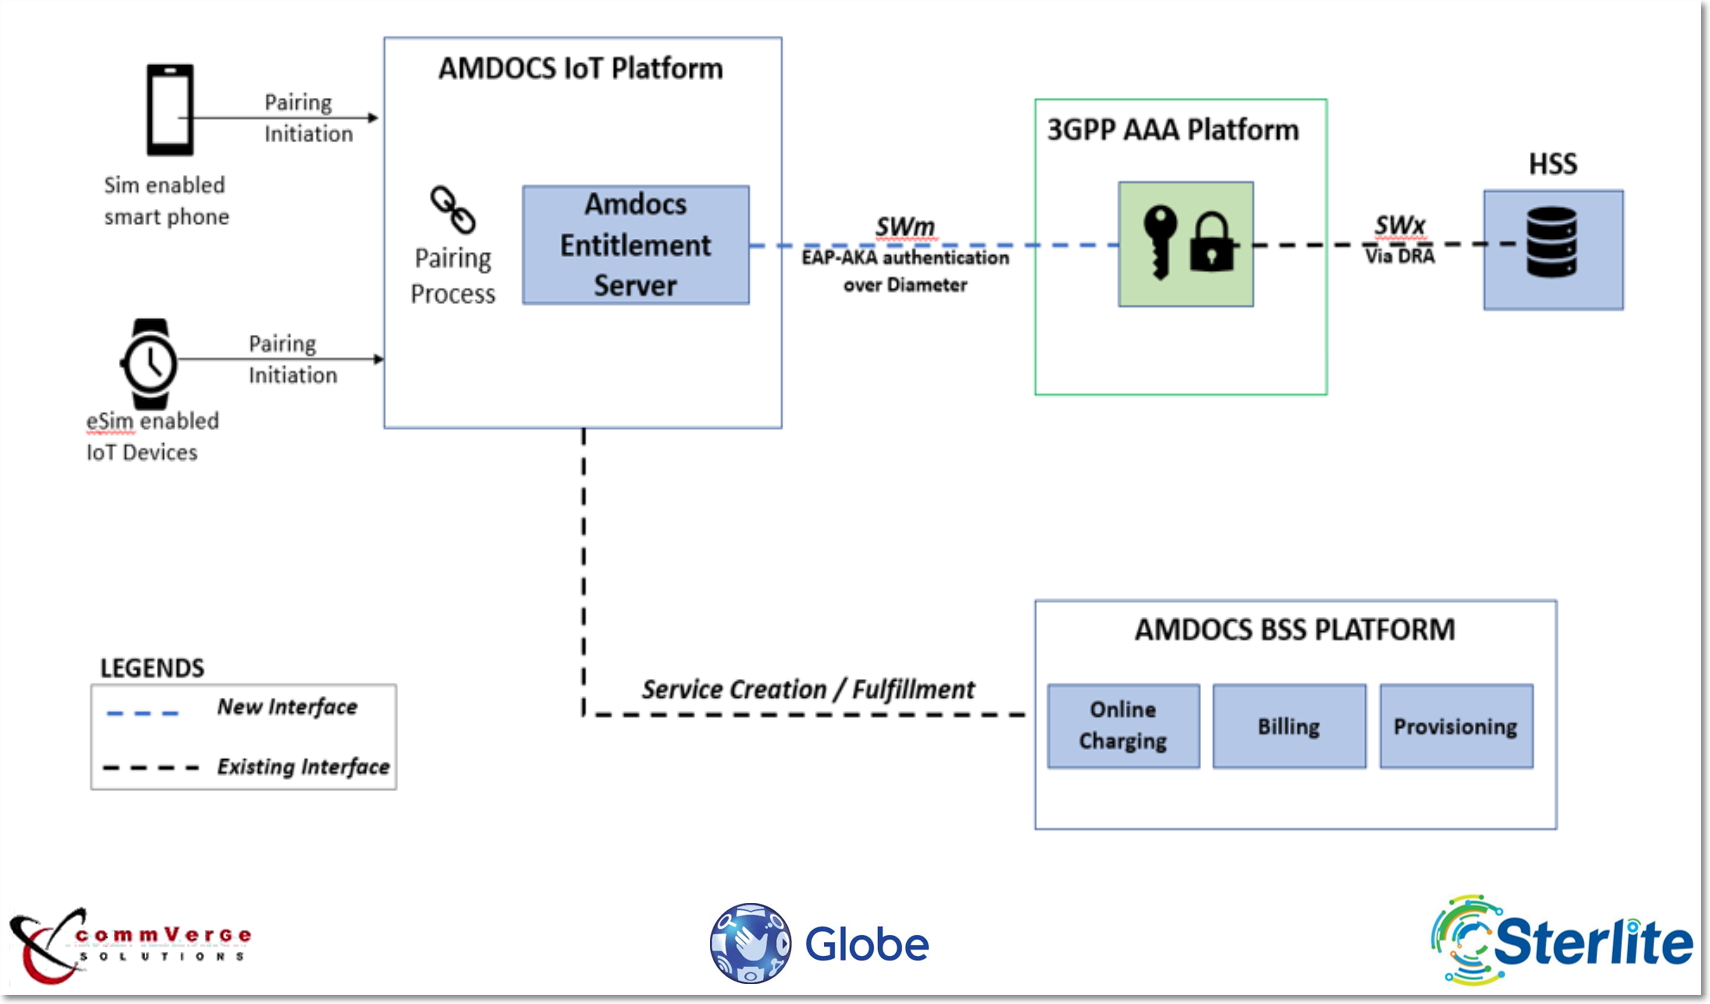 AMDOCS IoT Platform
Pairing
Initiation
Sim enabled
smart phone
Pairing
Process
Amdocs
Entitlement
Server
Pairing
Initiation
eSim enabled
IoT Devices
SWm
EAP-AKA authentication
over Diameter
3GPP AAA Platform
SWx
Via DRA
HSS
Service Creation / Fulfillment
AMDOCS BSS PLATFORM
Online
Charging
Billing
Provisioning
LEGENDS
New Interface
Existing Interface
commVerge
SOLUTIONS
Globe
Sterlite